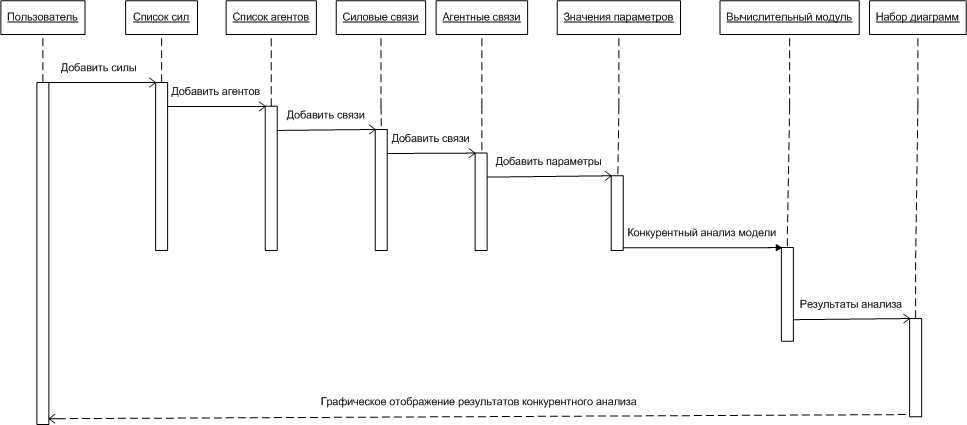 Пользователь
Список сил
Список агентов
Силовые связи
Агентные связи
Значения параметров
Вычислительный модуль
Набор диаграмм
Добавить силы
Добавить агентов
Добавить связи
Добавить связи
Добавить параметры
Конкурентный анализ модели
Результаты анализа
Графическое отображение результатов конкурентного анализа